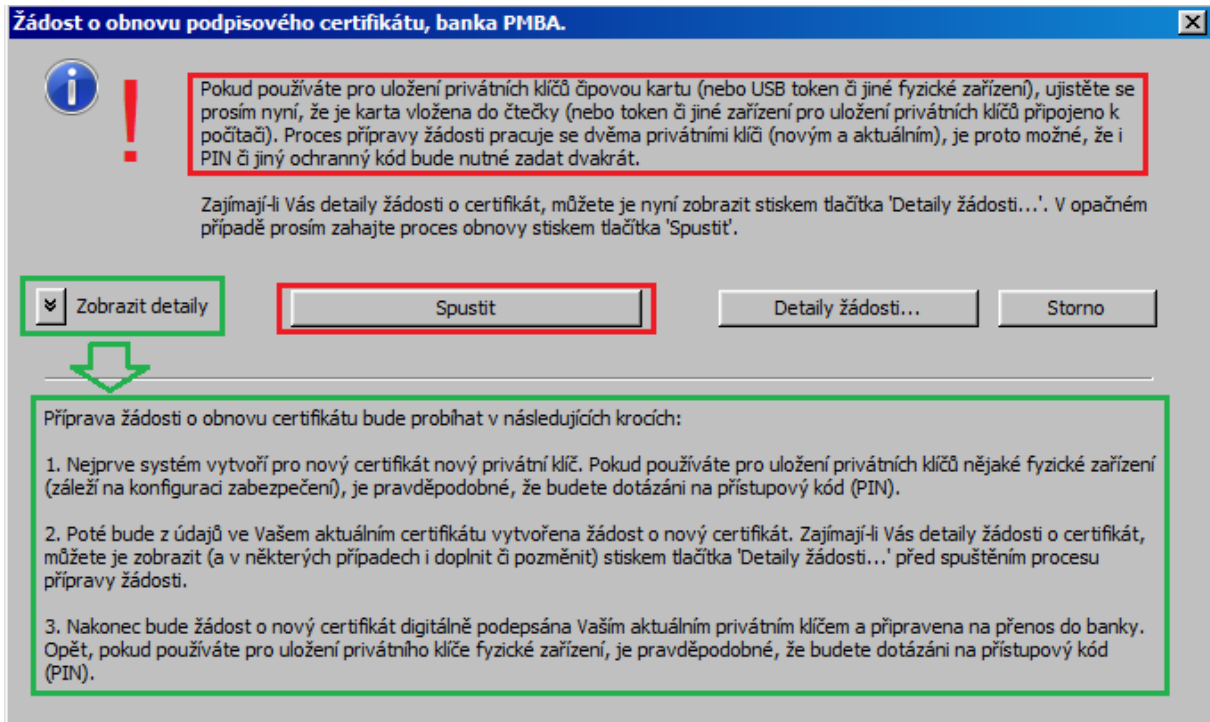 Žádost o obnovu podpisového certifikátu, banka PMBA.
Pokud používáte pro uložení privátních klíčů čipovou kartu (nebo USB token či jiné fyzické zařízení), ujistěte se
prosím nyní, že je karta vložena do čtečky (nebo token či jiné zařízení pro uložení privátních klíčů připojeno k
počítači). Proces přípravy žádosti pracuje se dvěma privátními klíči (novým a aktuálním), je proto možné, že i
PIN či jiný ochranný kód bude nutné zadat dvakrát.
Zajímají-li Vás detaily žádosti o certifikát, můžete je nyní zobrazit stiskem tlačítka 'Detaily žádosti...'. V opačném
případě prosím zahajte proces obnovy stiskem tlačítka 'Spustit'.
Zobrazit detaily Spustit Detaily žádosti... Storno
Příprava žádosti o obnovu certifikátu bude probíhat v následujících krocích:
1. Nejprve systém vytvoří pro nový certifikát nový privátní klíč. Pokud používáte pro uložení privátních klíčů nějaké fyzické zařízení
(záleží na konfiguraci zabezpečení), je pravděpodobné, že budete dotázáni na přístupový kód (PIN).
2. Poté bude z údajů ve Vašem aktuálním certifikátu vytvořena žádost o nový certifikát. Zajímají-li Vás detaily žádosti o certifikát,
můžete je zobrazit (a v některých případech i doplnit či pozměnit) stiskem tlačítka 'Detaily žádosti...' před spuštěním procesu
přípravy žádosti.
3. Nakonec bude žádost o nový certifikát digitálně podepsána Vaším aktuálním privátním klíčem a připravena na přenos do banky.
Opět, pokud používáte pro uložení privátního klíče fyzické zařízení, je pravděpodobné, že budete dotázáni na přístupový kód
(PIN).